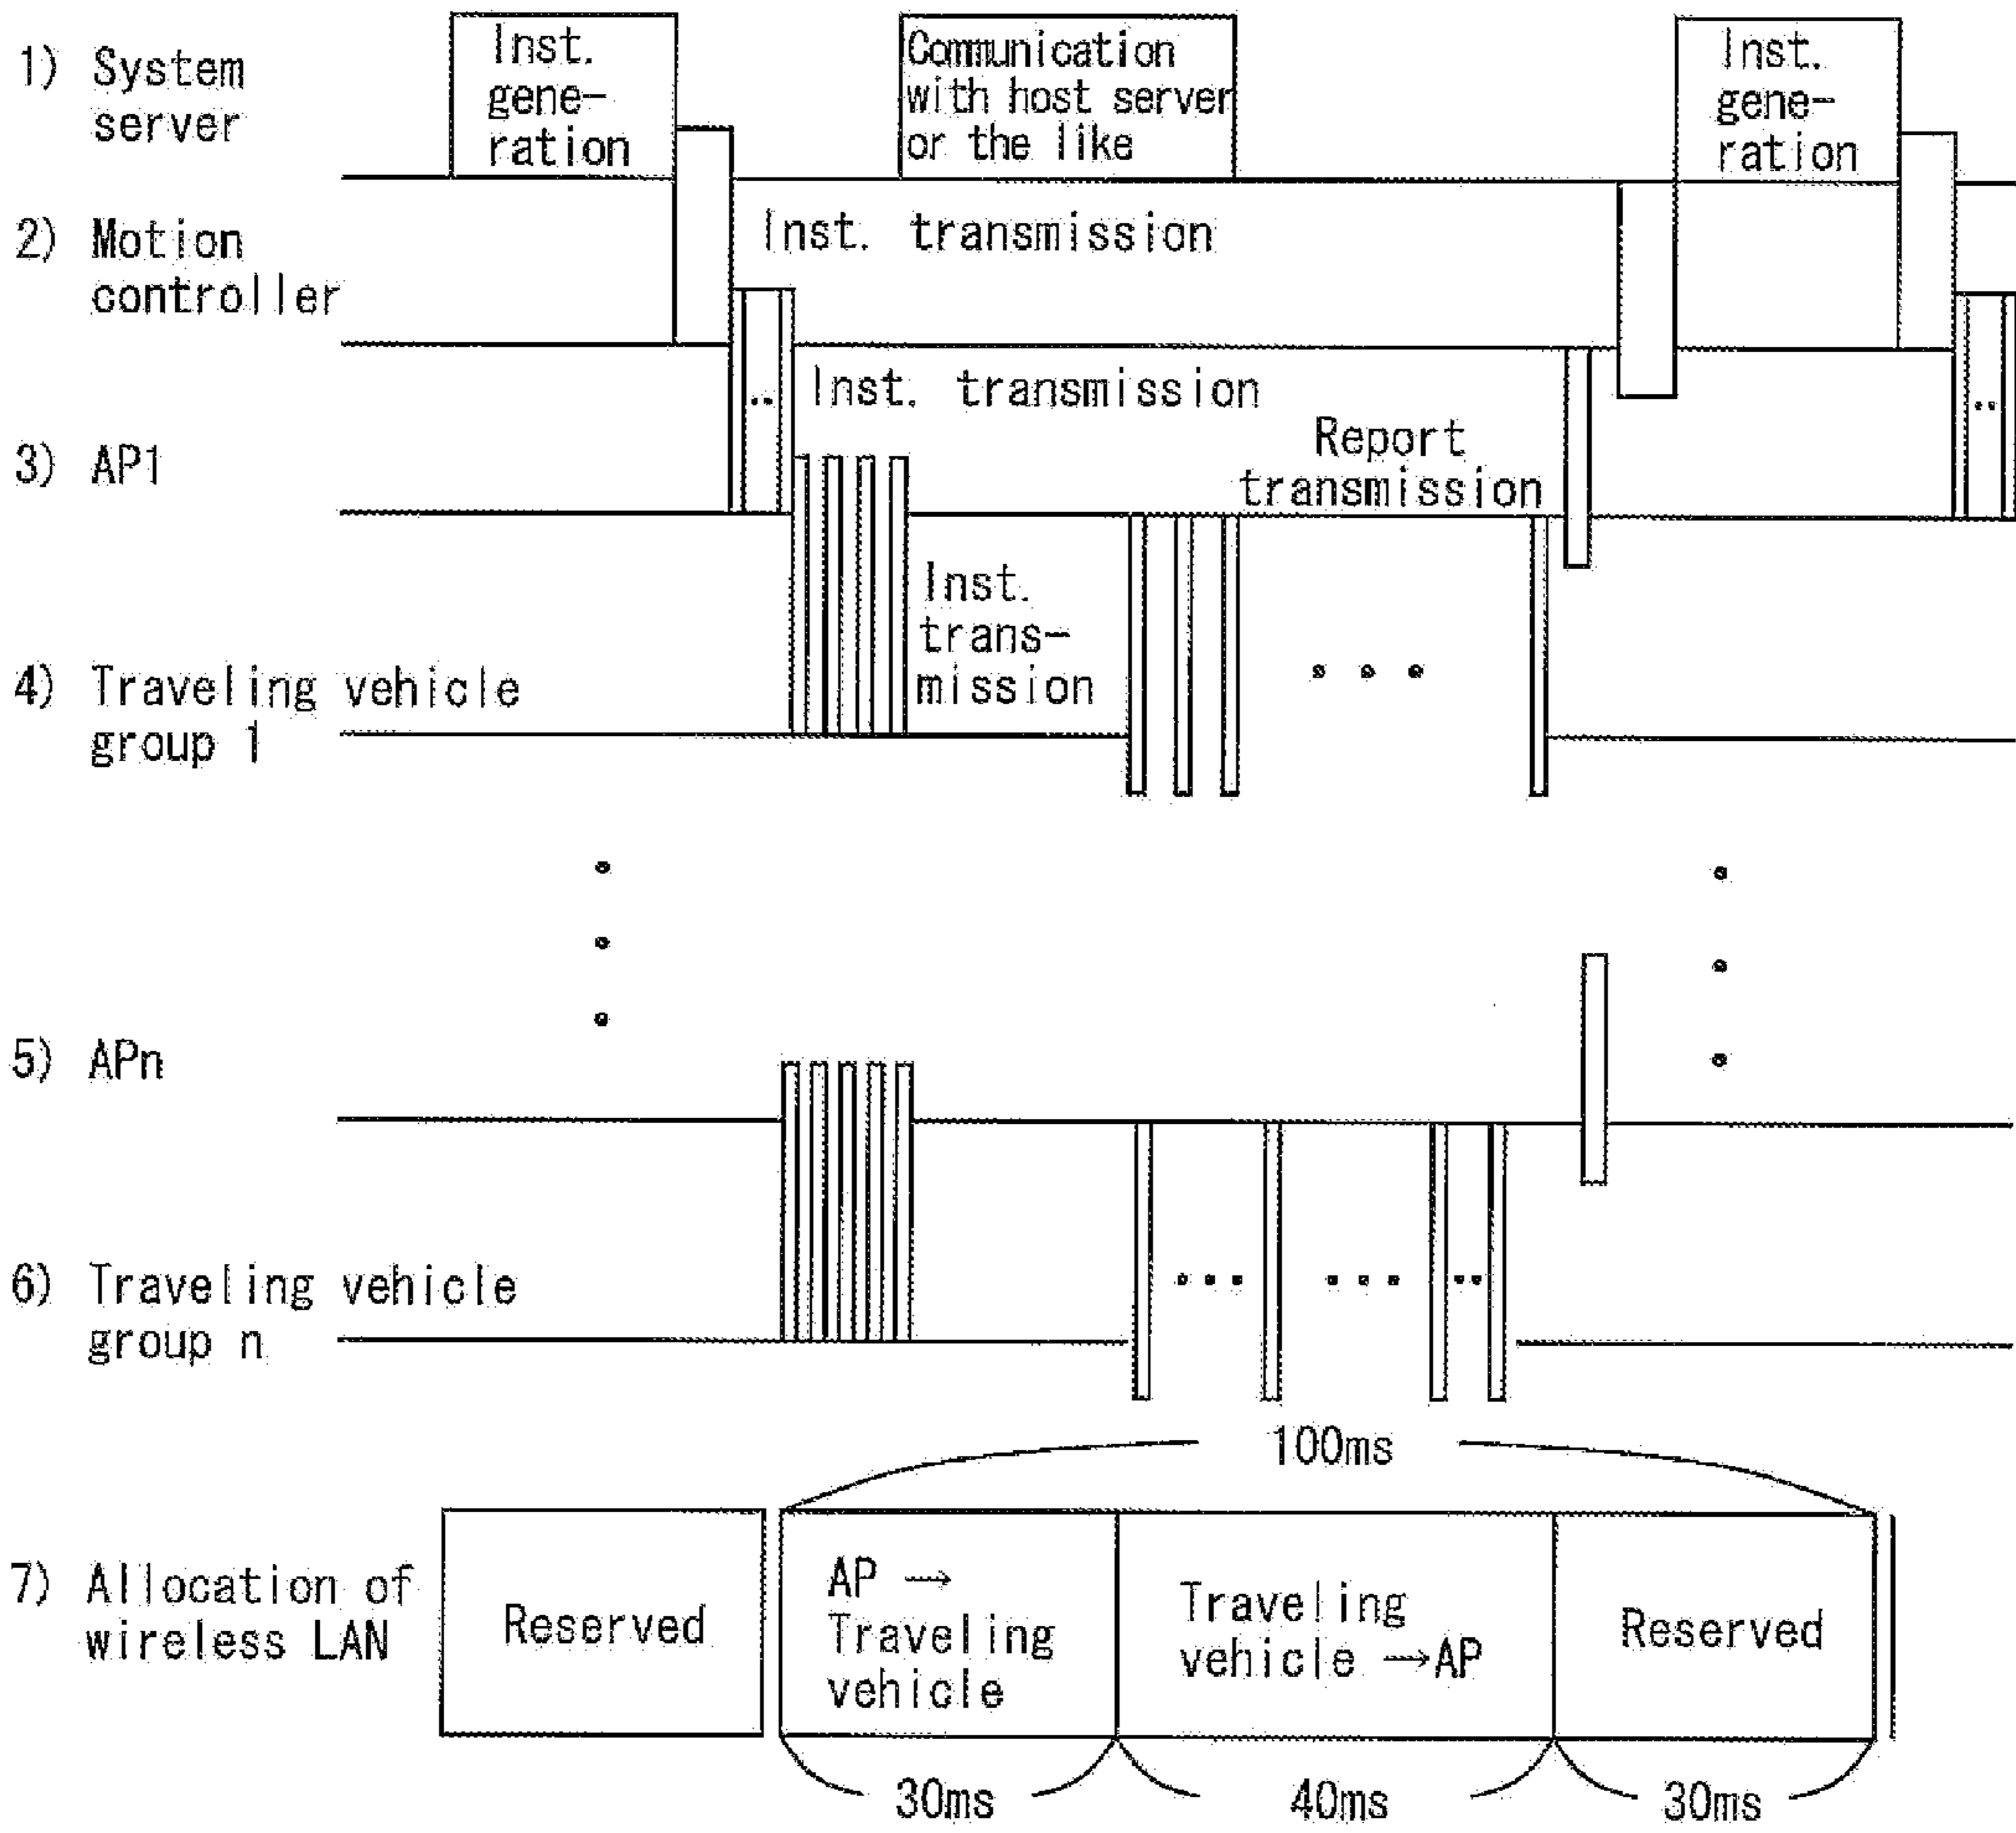 1) System
server
Inst.
gene-
ration
Communication
with host server
or the like
Inst.
gene-
ration
2) Motion
controller
Inst. transmission
3) AP1
Inst. transmission
Report
transmission
4) Traveling vehicle
group 1
Inst.
trans-
mission
5) APn
6) Traveling vehicle
group n
100ms
7) Allocation of
wireless LAN
Reserved
AP →
Traveling
vehicle
Traveling
vehicle →AP
Reserved
30ms
40ms
30ms